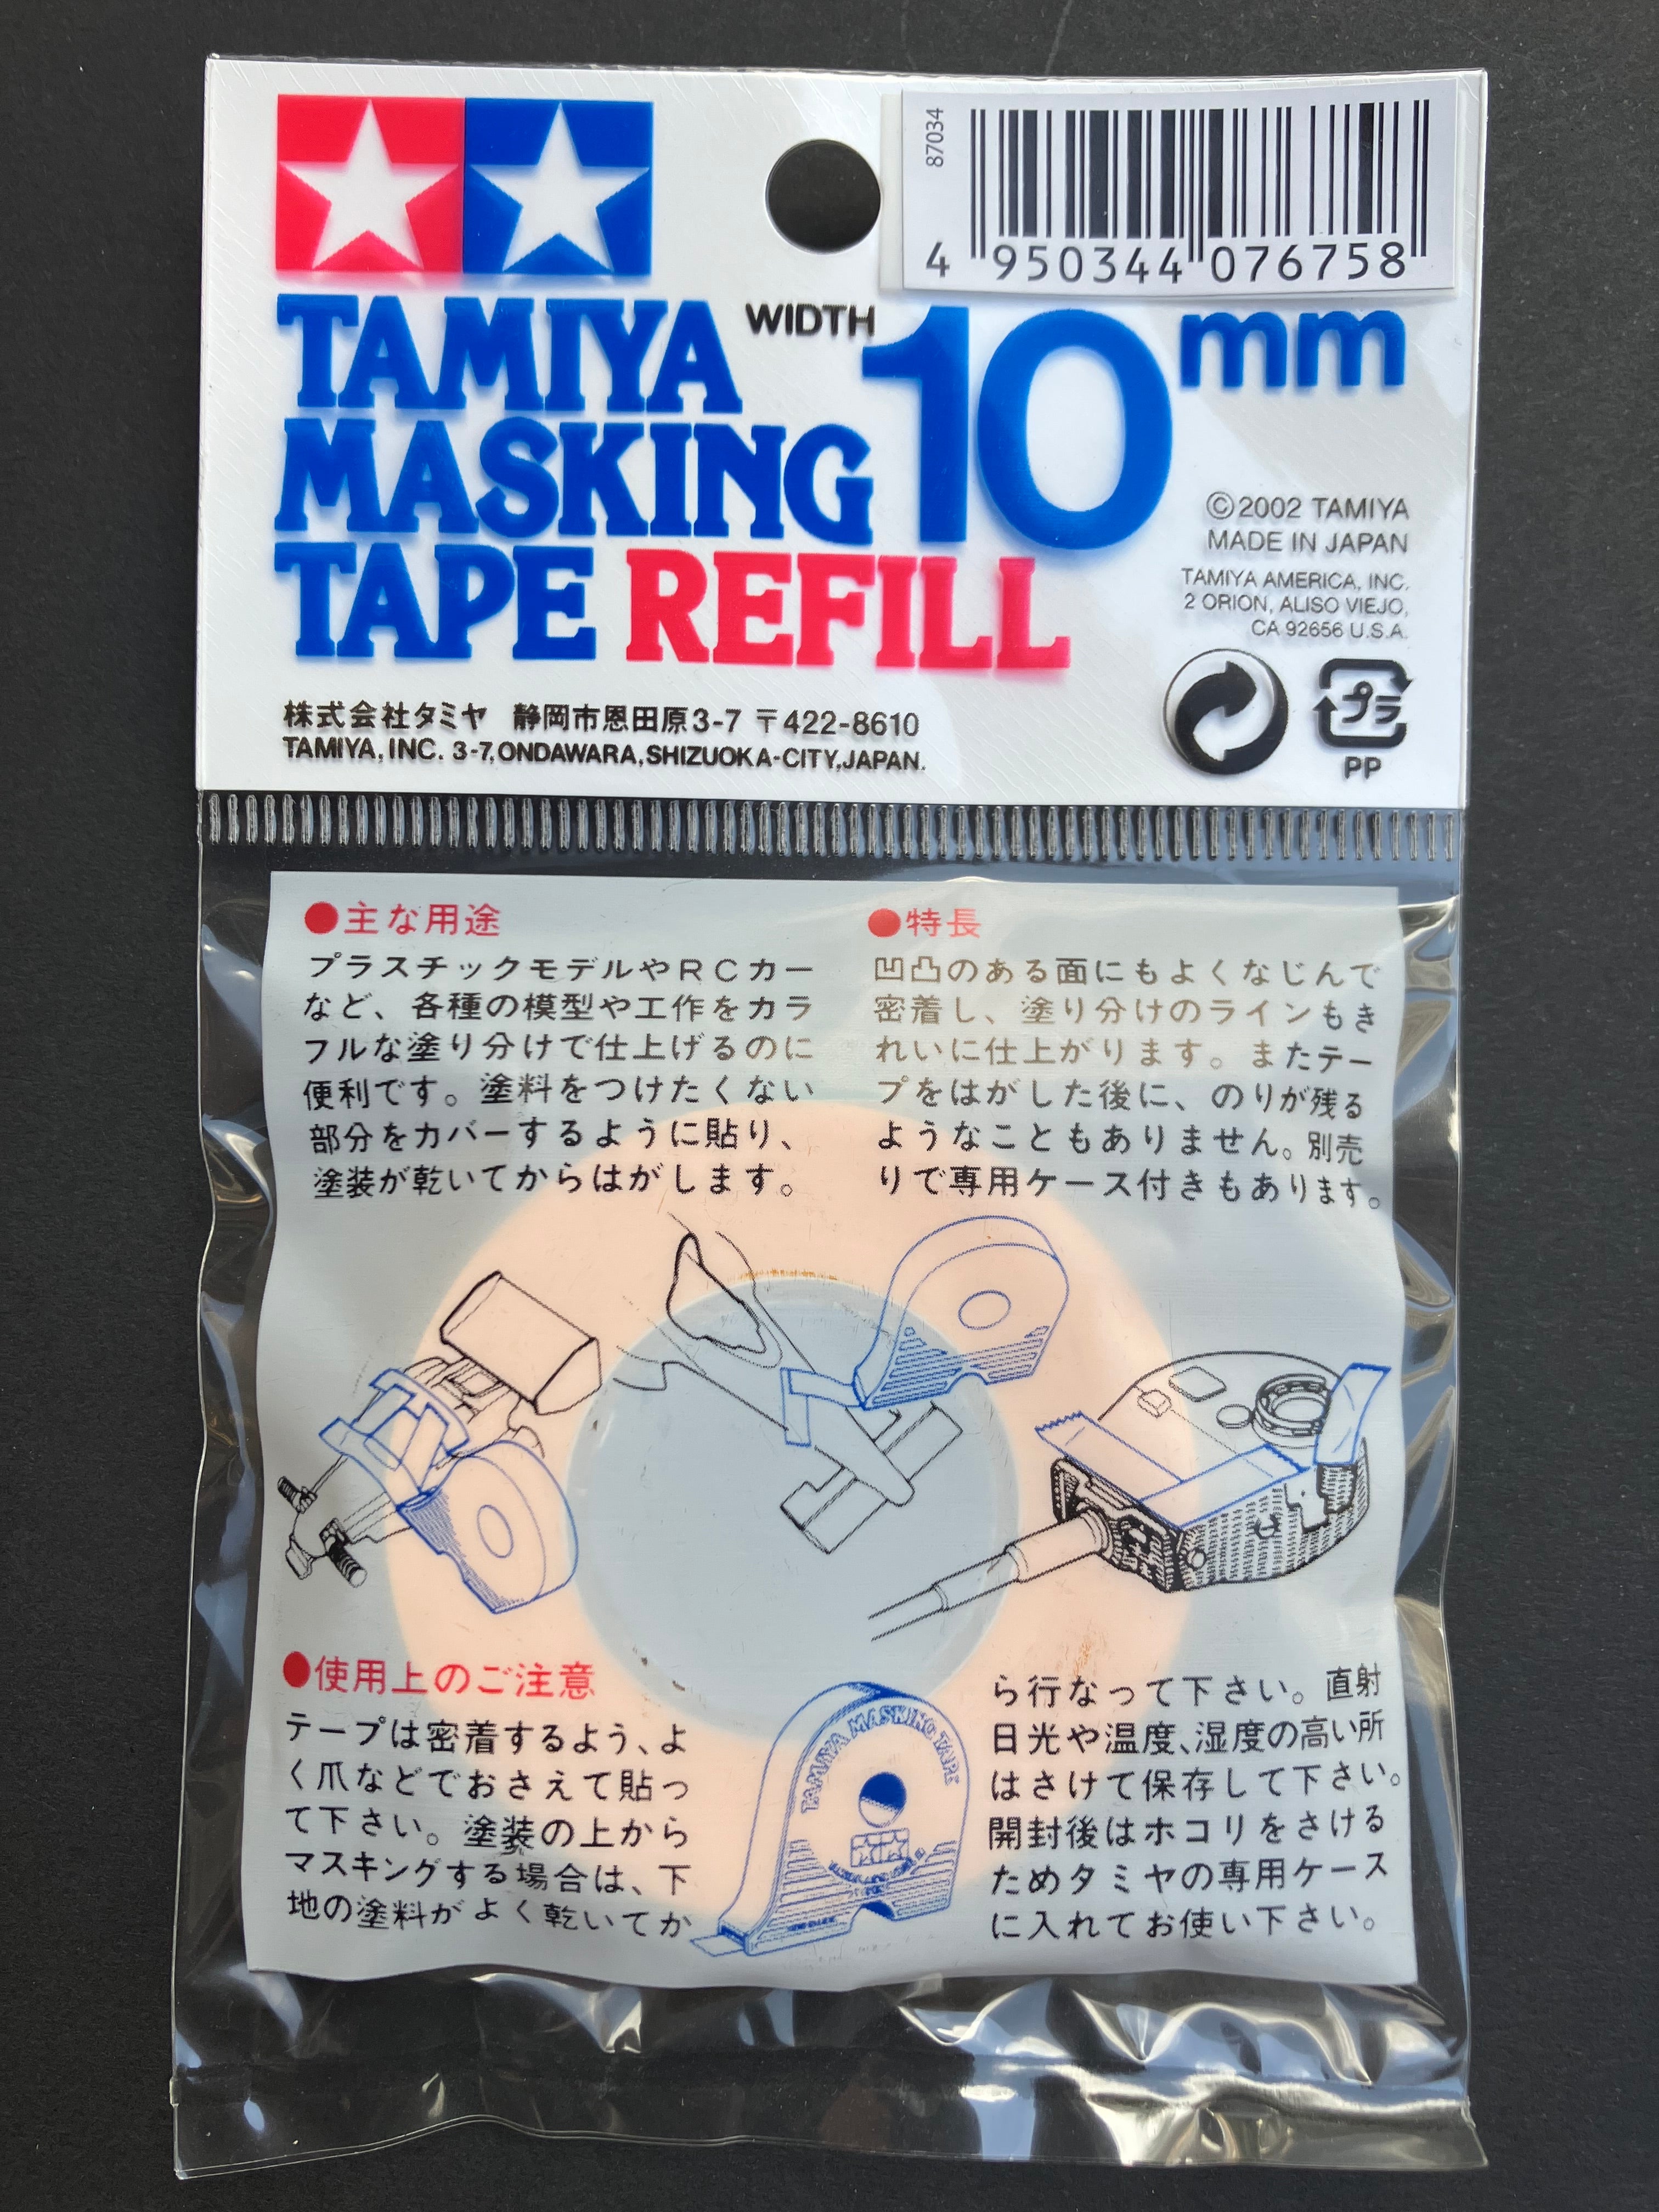 87034
4 950344 076758
TAMIYA
MASKING
TAPE REFILL
WIDTH 10mm
©2002 TAMIYA
MADE IN JAPAN
TAMIYA AMERICA, INC.
2 ORION, ALISO VIEJO,
CA 92656 U.S.A.
株式会社タミヤ 静岡市恩田原3-7 〒422-8610
TAMIYA, INC. 3-7, ONDAWARA, SHIZUOKA-CITY, JAPAN.
プラ
PP
●主な用途
プラスチックモデルやRCカー
など、各種の模型や工作をカラ
フルな塗り分けで仕上げるのに
便利です。塗料をつけたくない
部分をカバーするように貼り、
塗装が乾いてからはがします。
●特長
凹凸のある面にもよくなじんで
密着し、塗り分けのラインもき
れいに仕上がります。またテー
プをはがした後に、のりが残る
ようなこともありません。別売
りで専用ケース付きもあります。
●使用上のご注意
テープは密着するよう、よ
く爪などでおさえて貼っ
て下さい。塗装の上から
マスキングする場合は、下
地の塗料がよく乾いてか
TAMIYA MASKING TAPE
ら行なって下さい。直射
日光や温度、湿度の高い所
はさけて保存して下さい。
開封後はホコリをさける
ためタミヤの専用ケース
に入れてお使い下さい。